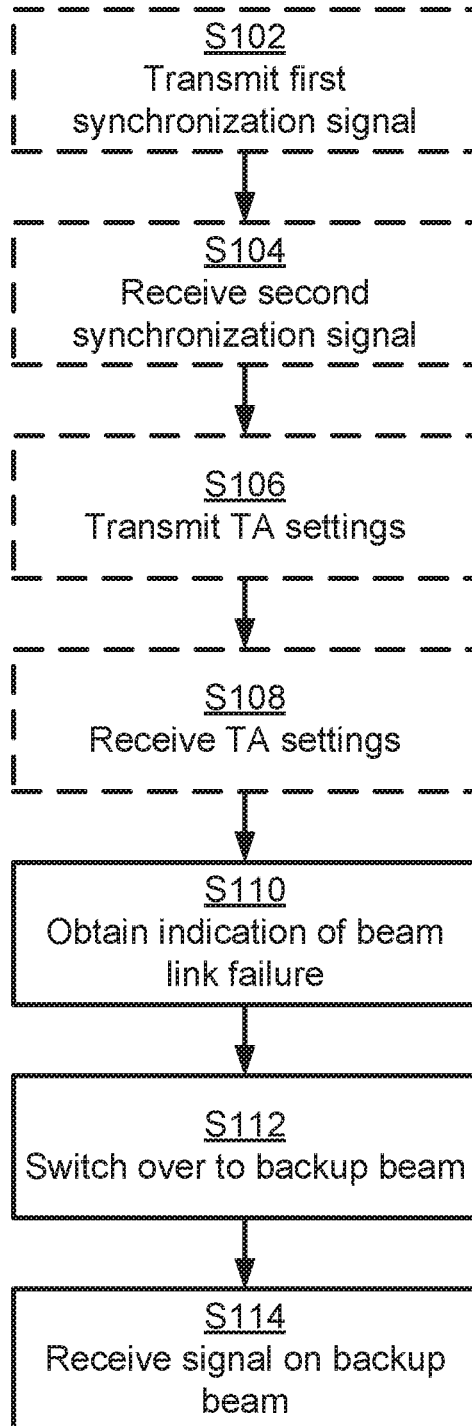 S102
Transmit first
synchronization signal
S104
Receive second
synchronization signal
S106
Transmit TA settings
S108
Receive TA settings
S110
Obtain indication of beam
link failure
S112
Switch over to backup beam
S114
Receive signal on backup
beam